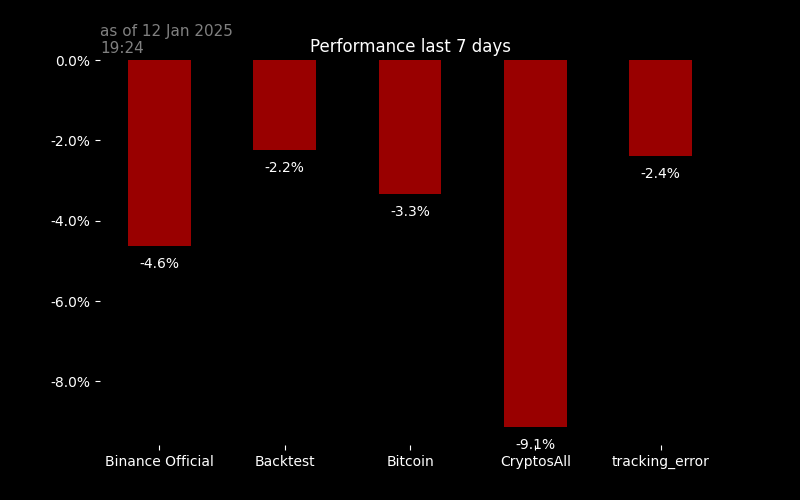 as of 12 Jan 2025
19:24
Performance last 7 days
0.0%
-2.0%
-4.0%
-6.0%
-8.0%
-4.6%
-2.2%
-3.3%
-9.1%
-2.4%
Binance Official
Backtest
Bitcoin
CryptosAll
tracking_error